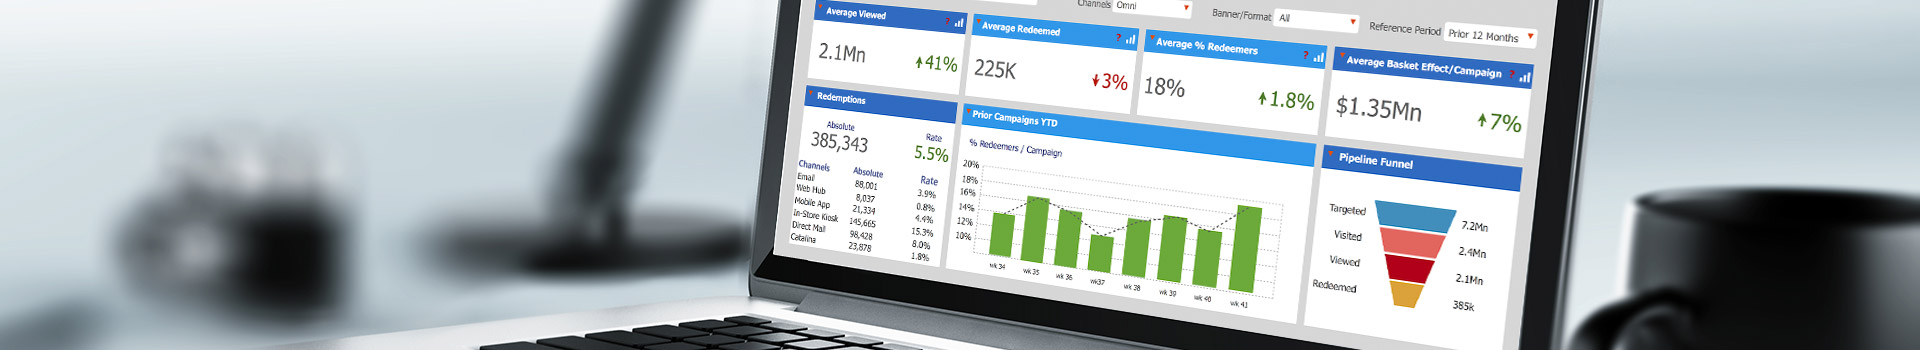 Channels Omni
Banner/Format All
Reference Period Prior 12 Months
Average Viewed ?
2.1Mn 41%
Average Redeemed ?
225K 3%
Average % Redeemers ?
18% 1.8%
Average Basket Effect/Campaign ?
$1.35Mn 7%
Redemptions
Absolute Rate
385,343 5.5%
Channels Absolute Rate
Email 88,001 3.9%
Web Hub 8,037 0.8%
Mobile App 21,334 4.4%
In-Store Kiosk 145,665 15.3%
Direct Mail 98,428 8.0%
Catalina 23,878 1.8%
Prior Campaigns YTD
% Redeemers / Campaign
20%
18%
16%
14%
12%
10%
wk 34 wk 35 wk 36 wk37 wk 38 wk 39 wk 40 wk 41
Pipeline Funnel
Targeted 7.2Mn
Visited 2.4Mn
Viewed 2.1Mn
Redeemed 385k